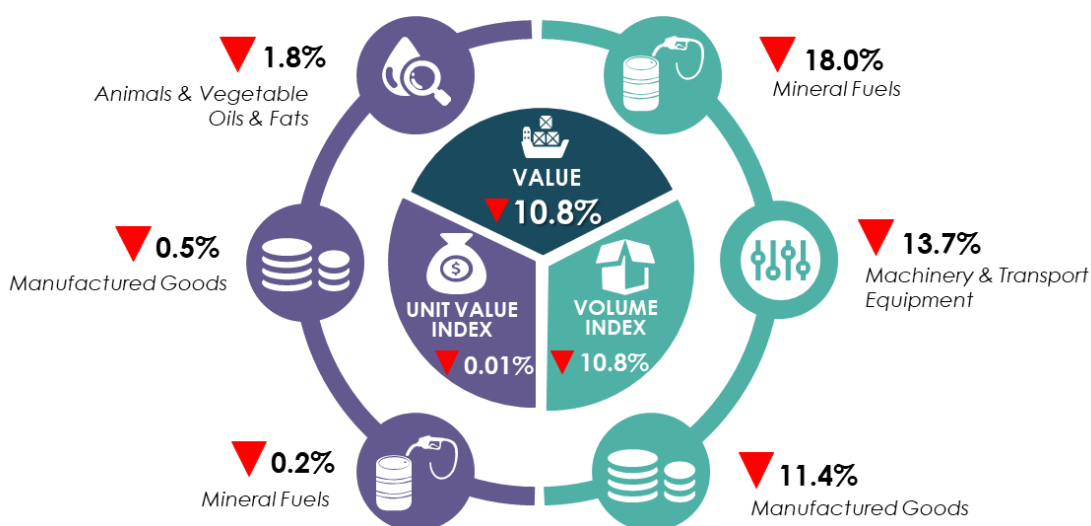 1.8%
Animals & Vegetable
Oils & Fats
18.0%
Mineral Fuels
VALUE
10.8%
0.5%
Manufactured Goods
13.7%
Machinery & Transport
Equipment
$
UNIT VALUE
INDEX
0.01%
VOLUME
INDEX
10.8%
0.2%
Mineral Fuels
11.4%
Manufactured Goods